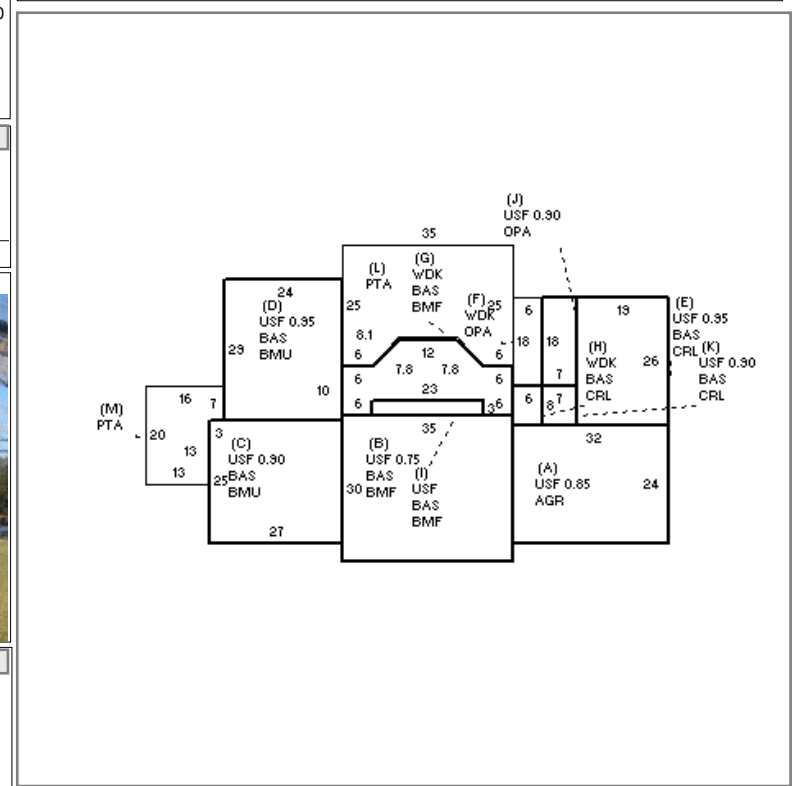 (J)
USF 0.90
OPA
35
(G)
WDK
BAS
BMF
(L)
PTA
25
25
(F)
WDK
OPA
24
(D)
USF 0.95
BAS
BMU
29
10
8.1
6
12
6
7.8
7.8
6
6
23
6
3
6
35
6
18
18
7
19
(E)
USF 0.95
BAS
CRL
26
(H)
WDK
BAS
CRL
(K)
USF 0.90
BAS
CRL
6
8
7
32
16
7
(M)
PTA
20
13
13
3
(C)
USF 0.90
BAS
BMU
25
27
(B)
USF 0.75
BAS
BMF
30
(I)
USF
BAS
BMF
(A)
USF 0.85
AGR
24